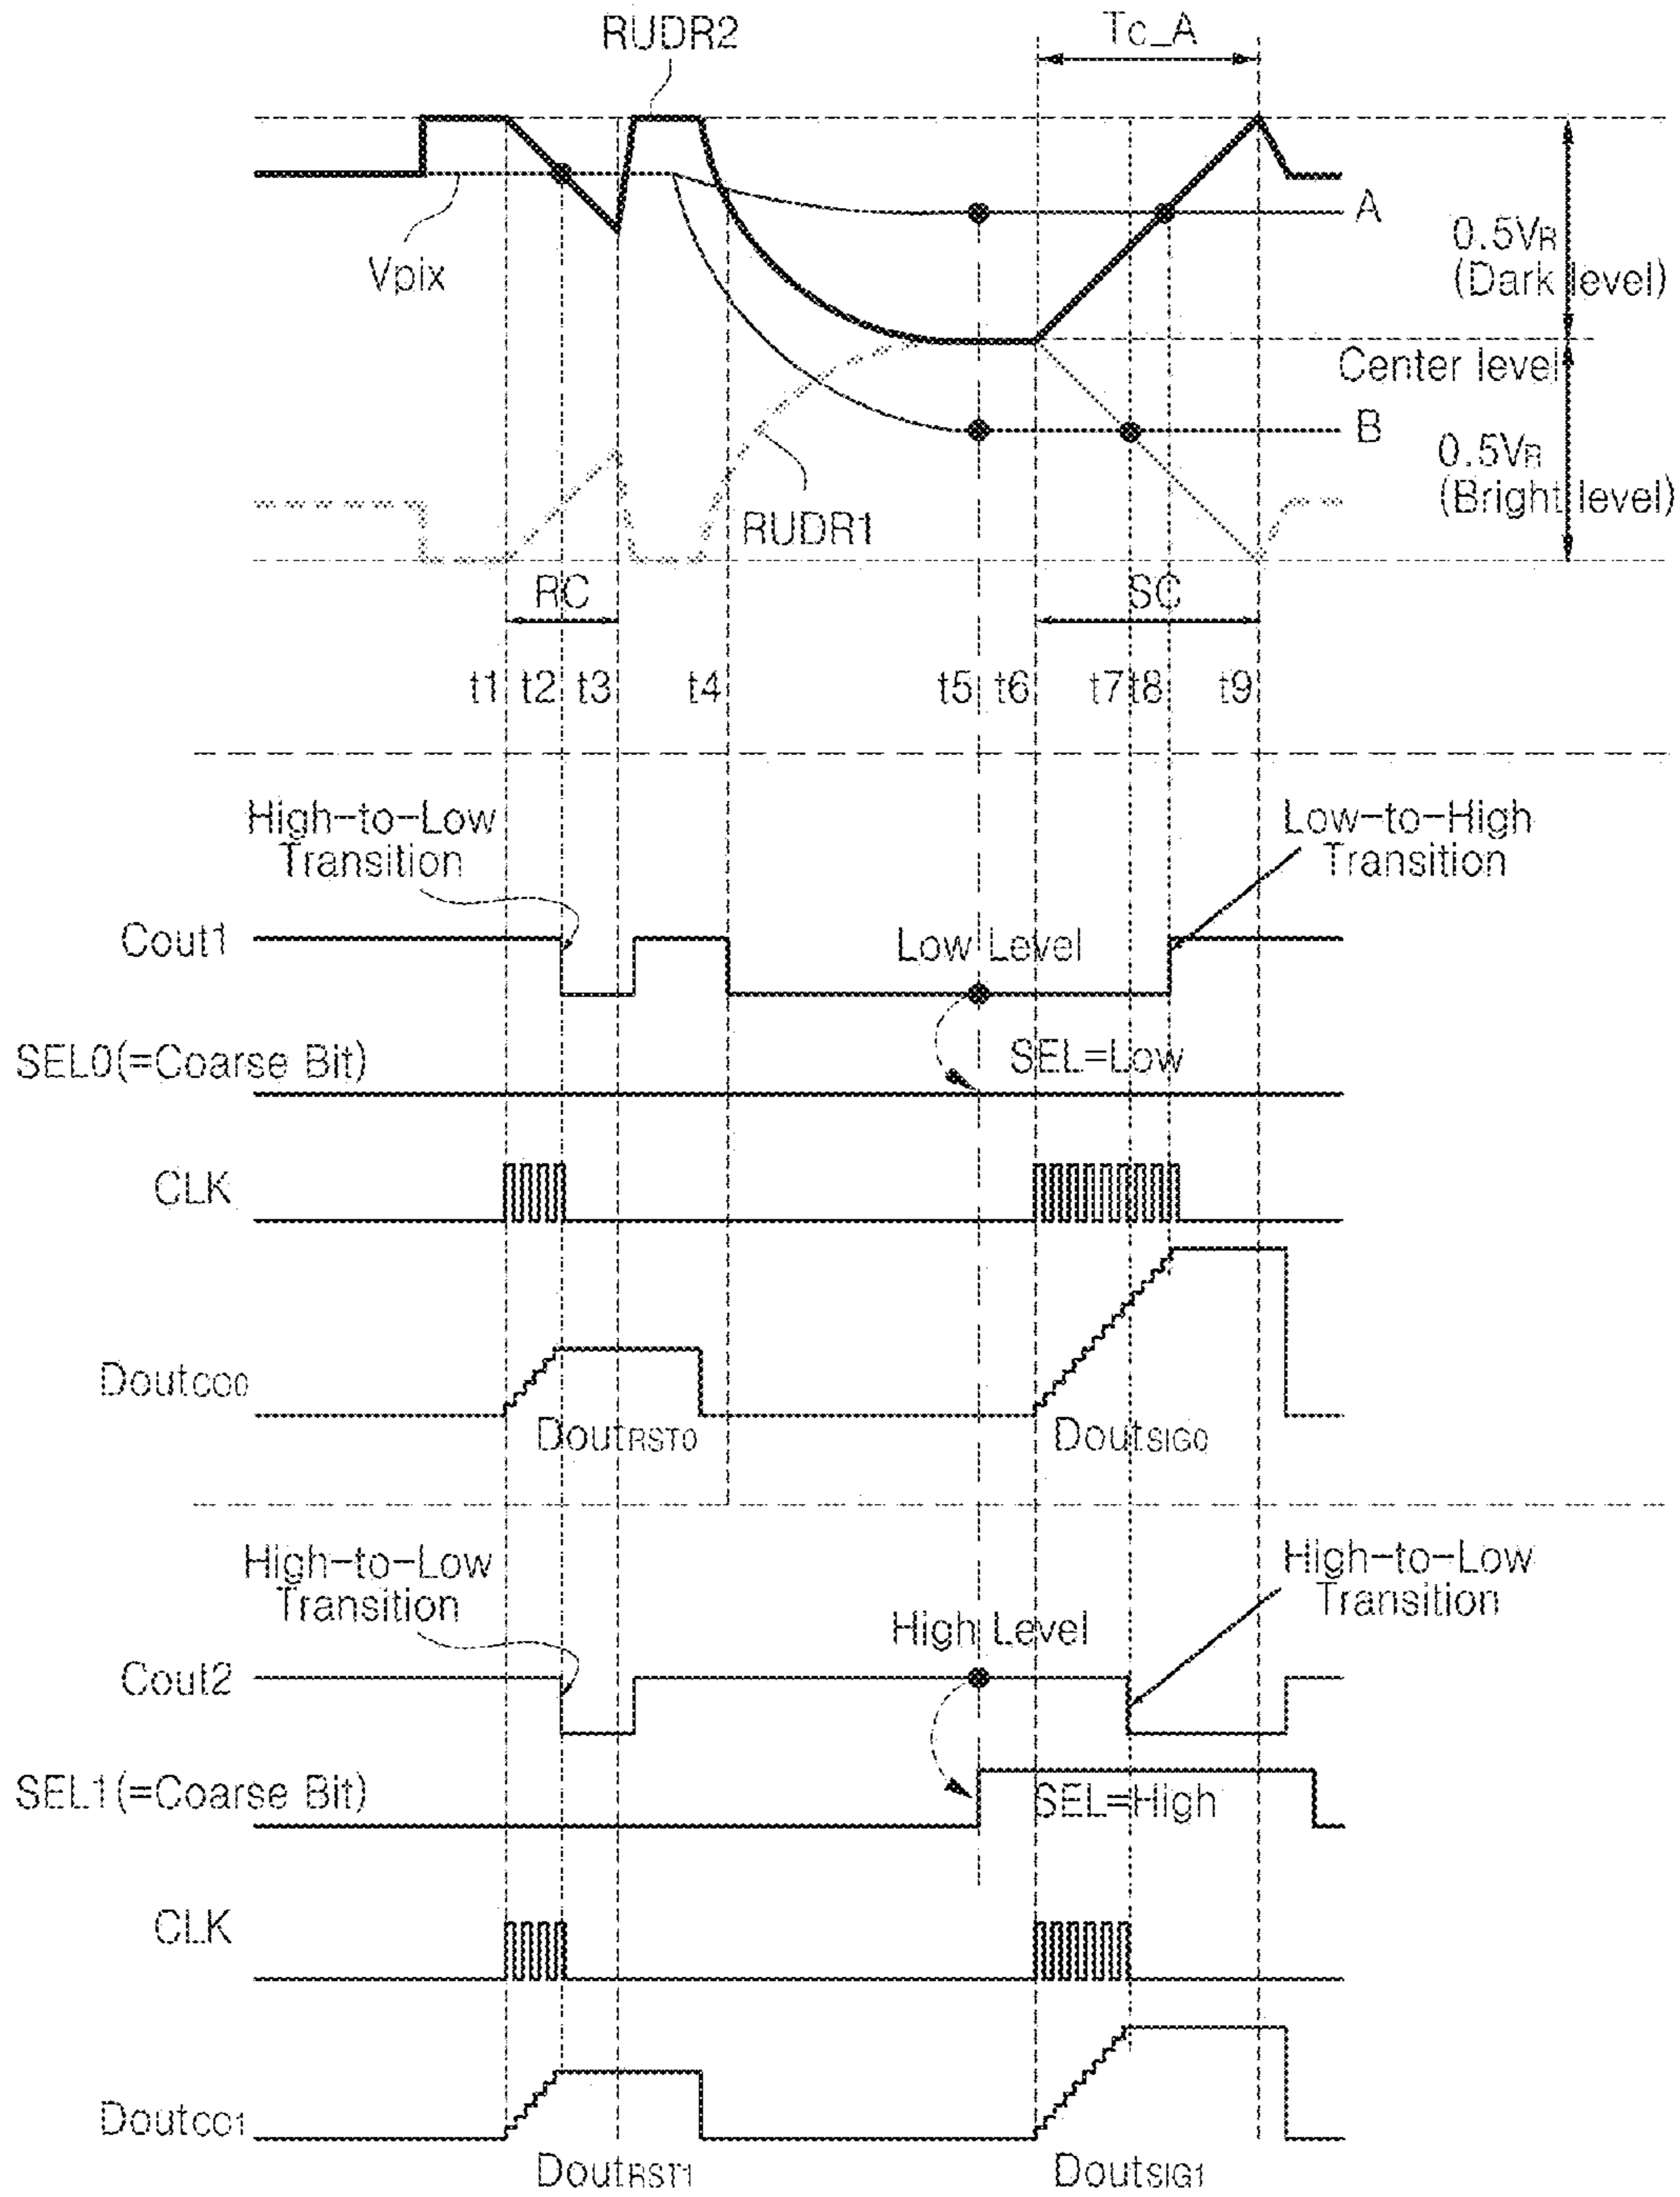 RUDR2
Tc_A
Vpix
A
0.5VR
(Dark level)
Center level
B
0.5VR
(Bright level)
RUDR1
RC
SC
t1 t2 t3 t4 t5 t6 t7 t8 t9
High-to-Low
Transition
Low-to-High
Transition
Cout1
Low Level
SEL0(=Coarse Bit)
SEL=Low
CLK
DoutCC0
DoutRST0
DoutSIG0
High-to-Low
Transition
High-to-Low
Transition
High Level
Cout2
SEL1(=Coarse Bit)
SEL=High
CLK
DoutCC1
DoutRST1
DoutSIG1